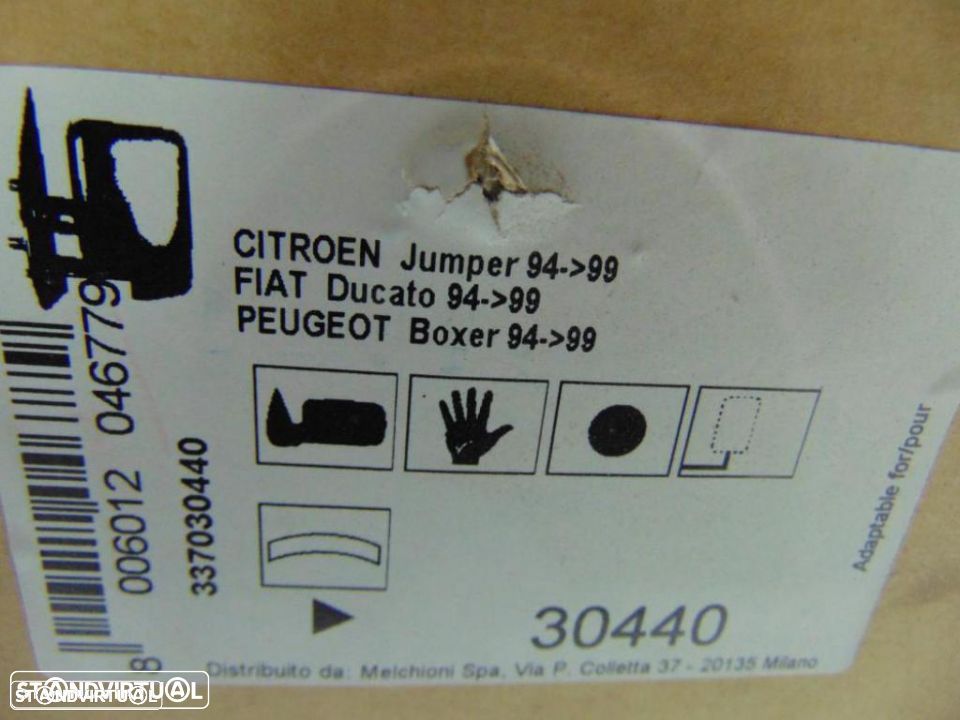 CITROEN Jumper 94->99
FIAT Ducato 94->99
PEUGEOT Boxer 94->99
8 006012 046779
337030440
30440
Adaptable for/pour
Distribuito da: Melchioni Spa, Via P. Colletta 37 - 20135 Milano
STANDVIRTUAL
STANDVIRTUAL